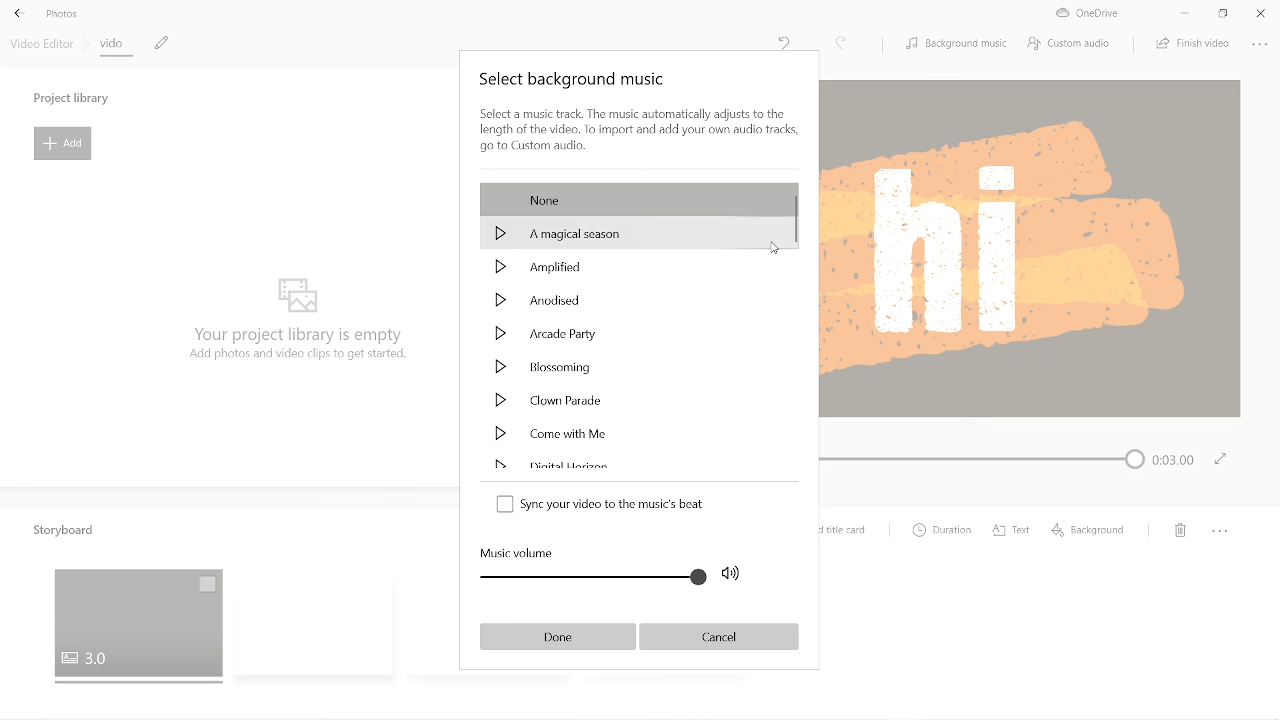 Photos
OneDrive
Video Editor
vido
Background music
Custom audio
Finish video
Project library
Add
Your project library is empty
Add photos and video clips to get started.
Select background music
Select a music track. The music automatically adjusts to the
length of the video. To import and add your own audio tracks,
go to Custom audio.
None
A magical season
Amplified
Anodised
Arcade Party
Blossoming
Clown Parade
Come with Me
Digital Horizon
Sync your video to the music's beat
Music volume
Done
Cancel
hi
0:03.00
Storyboard
title card
Duration
Text
Background
3.0